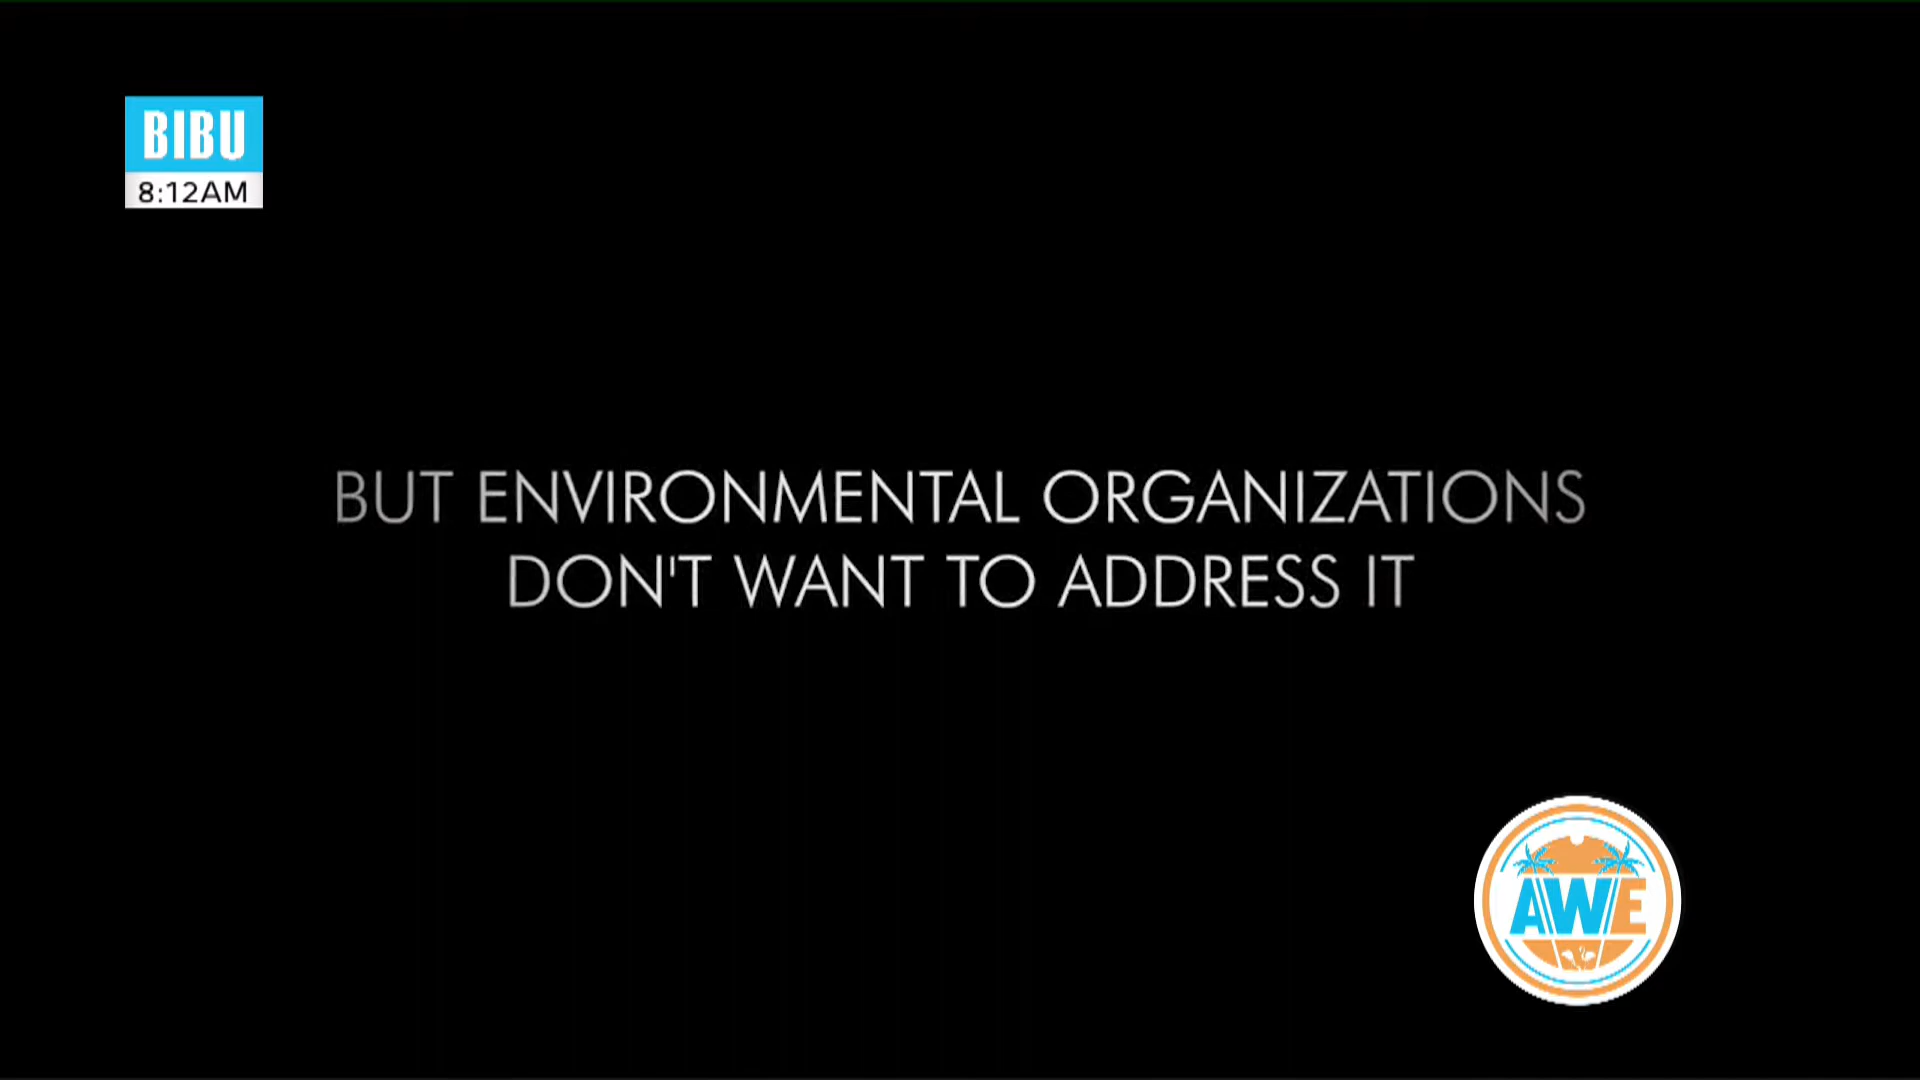 BIBU
8:12AM
BUT ENVIRONMENTAL ORGANIZATIONS
DON'T WANT TO ADDRESS IT
AWE